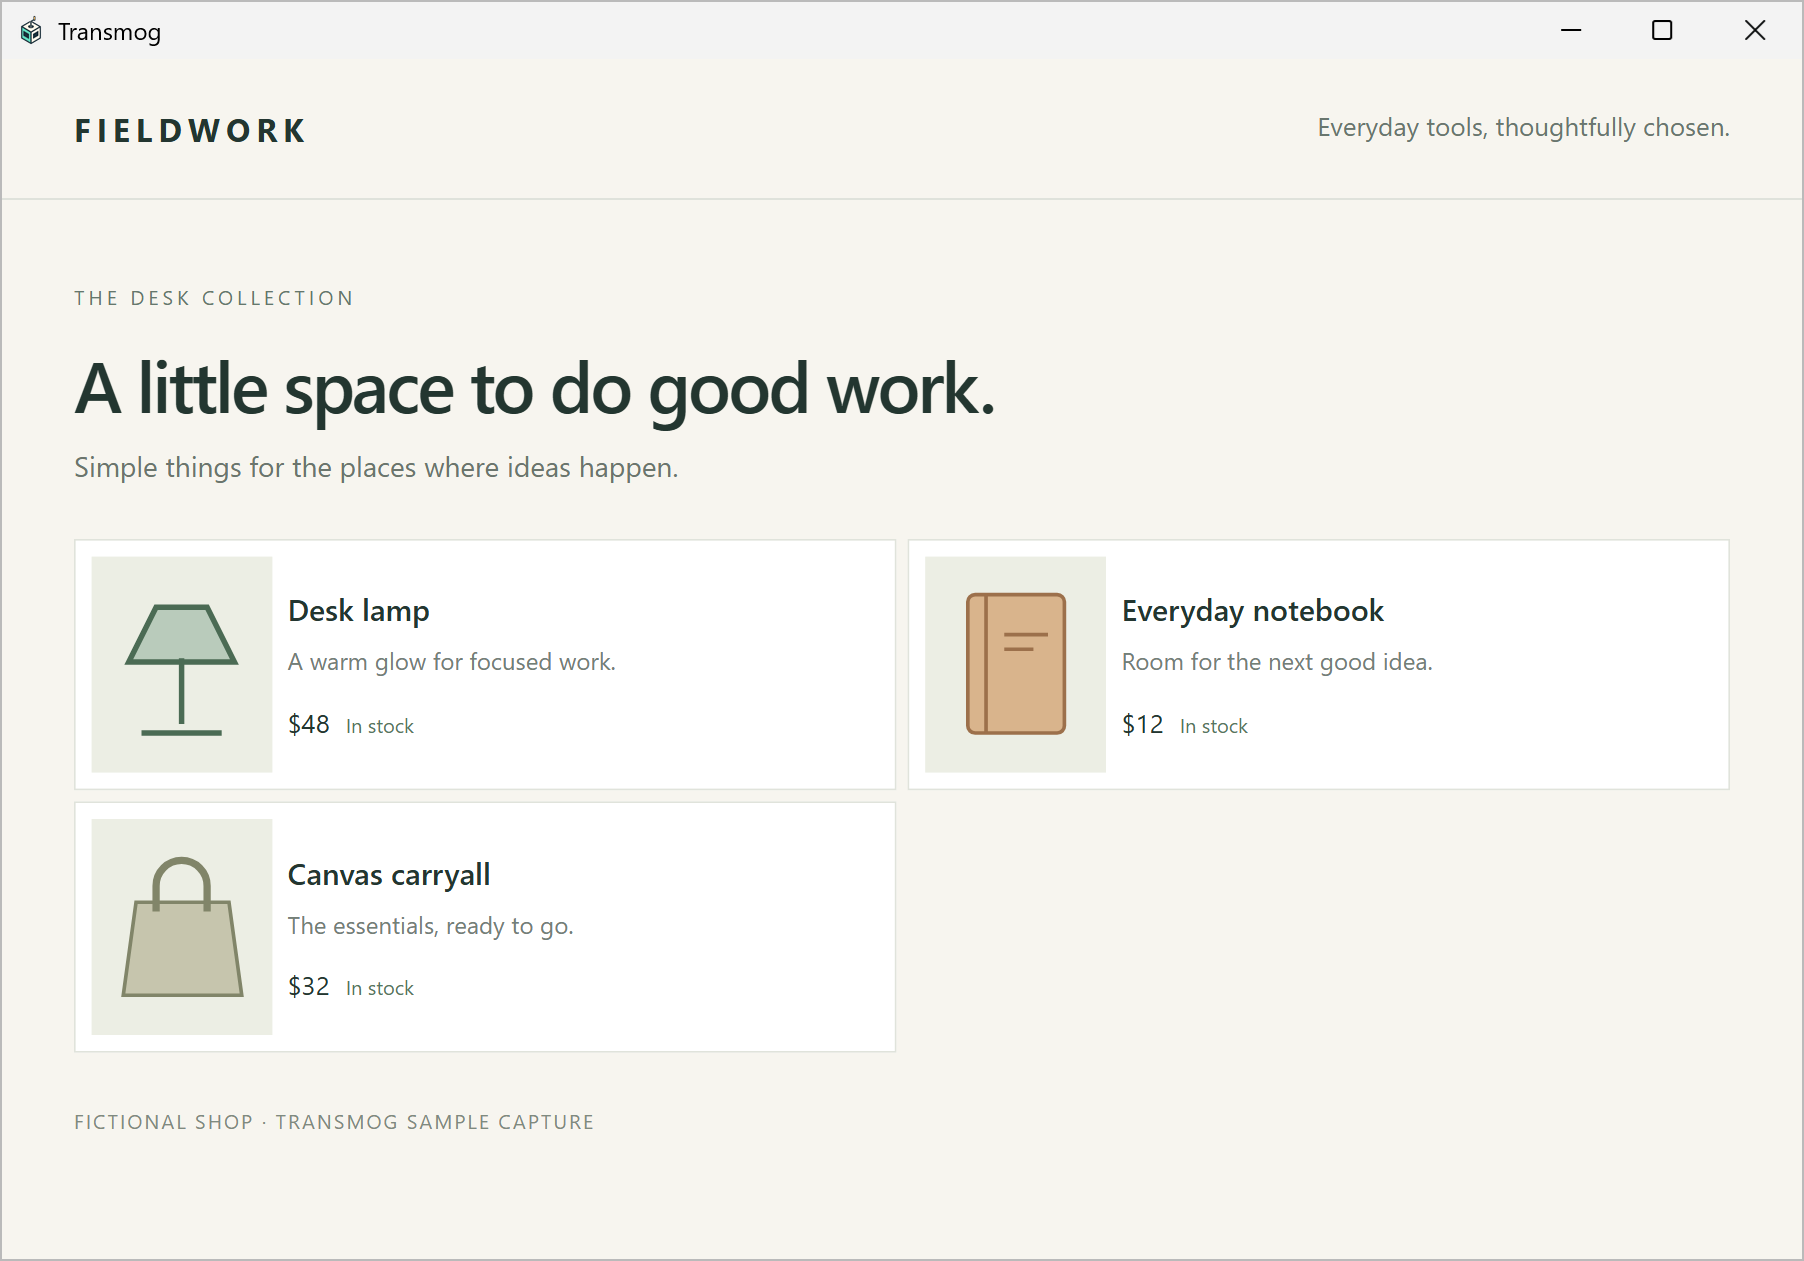 Transmog
FIELDWORK
Everyday tools, thoughtfully chosen.
THE DESK COLLECTION
A little space to do good work.
Simple things for the places where ideas happen.
Desk lamp
A warm glow for focused work.
$48 In stock
Everyday notebook
Room for the next good idea.
$12 In stock
Canvas carryall
The essentials, ready to go.
$32 In stock
FICTIONAL SHOP · TRANSMOG SAMPLE CAPTURE